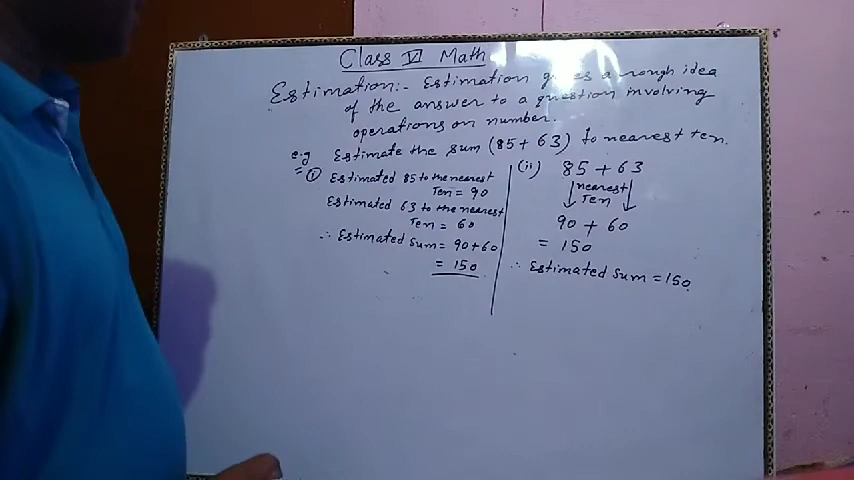 Class VI Math
Estimation:- Estimation gives a rough idea
of the answer to a question involving
operations on number.
e.g Estimate the sum (85+63) to nearest ten.
= (i) Estimated 85 to the nearest
Ten = 90
Estimated 63 to the nearest
Ten = 60
∴ Estimated Sum = 90+60
= 150
(ii) 85 + 63
nearest
Ten
90 + 60
= 150
∴ Estimated Sum = 150.